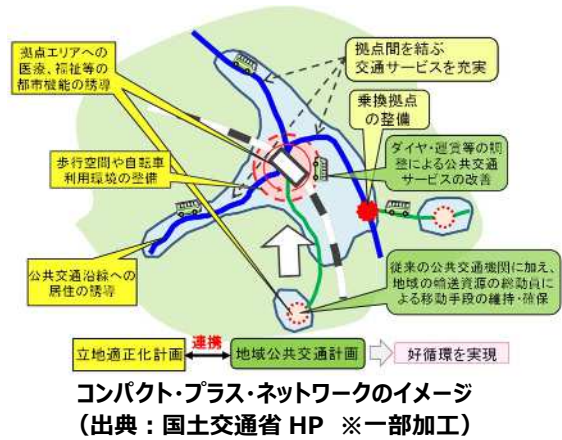 拠点エリアへの
医療、福祉等の
都市機能の誘導
拠点間を結ぶ
交通サービスを充実
乗換拠点
の整備
ダイヤ・運賃等の調
整による公共交通
サービスの改善
歩行空間や自転車
利用環境の整備
公共交通沿線への
居住の誘導
従来の公共交通機関に加え、
地域の輸送資源の総動員
による移動手段の維持・確保
立地適正化計画
連携
地域公共交通計画
好循環を実現
コンパクト・プラス・ネットワークのイメージ
（出典：国土交通省 HP ※一部加工）